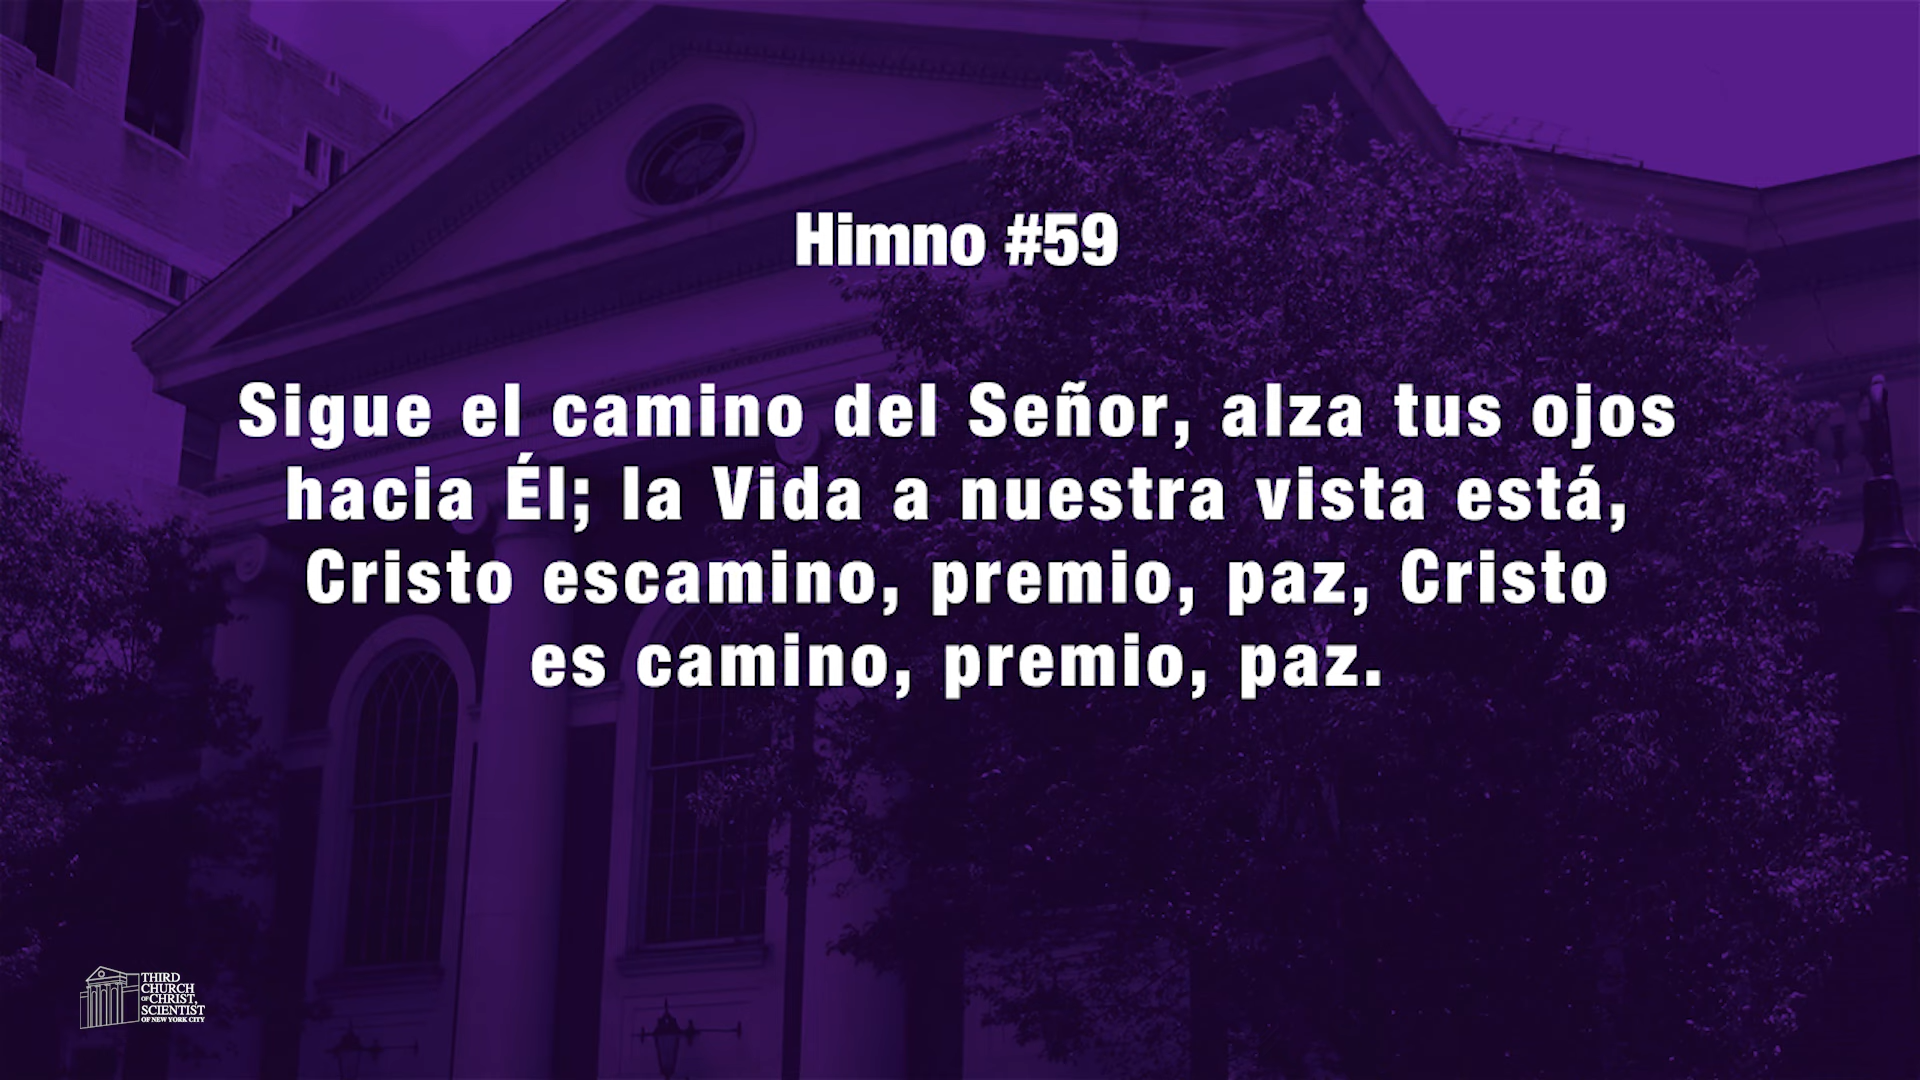 Himno #59
Sigue el camino del Señor, alza tus ojos
hacia Él; la Vida a nuestra vista está,
Cristo escamino, premio, paz, Cristo
es camino, premio, paz.
THIRD
CHURCH
OF CHRIST,
SCIENTIST
OF NEW YORK CITY